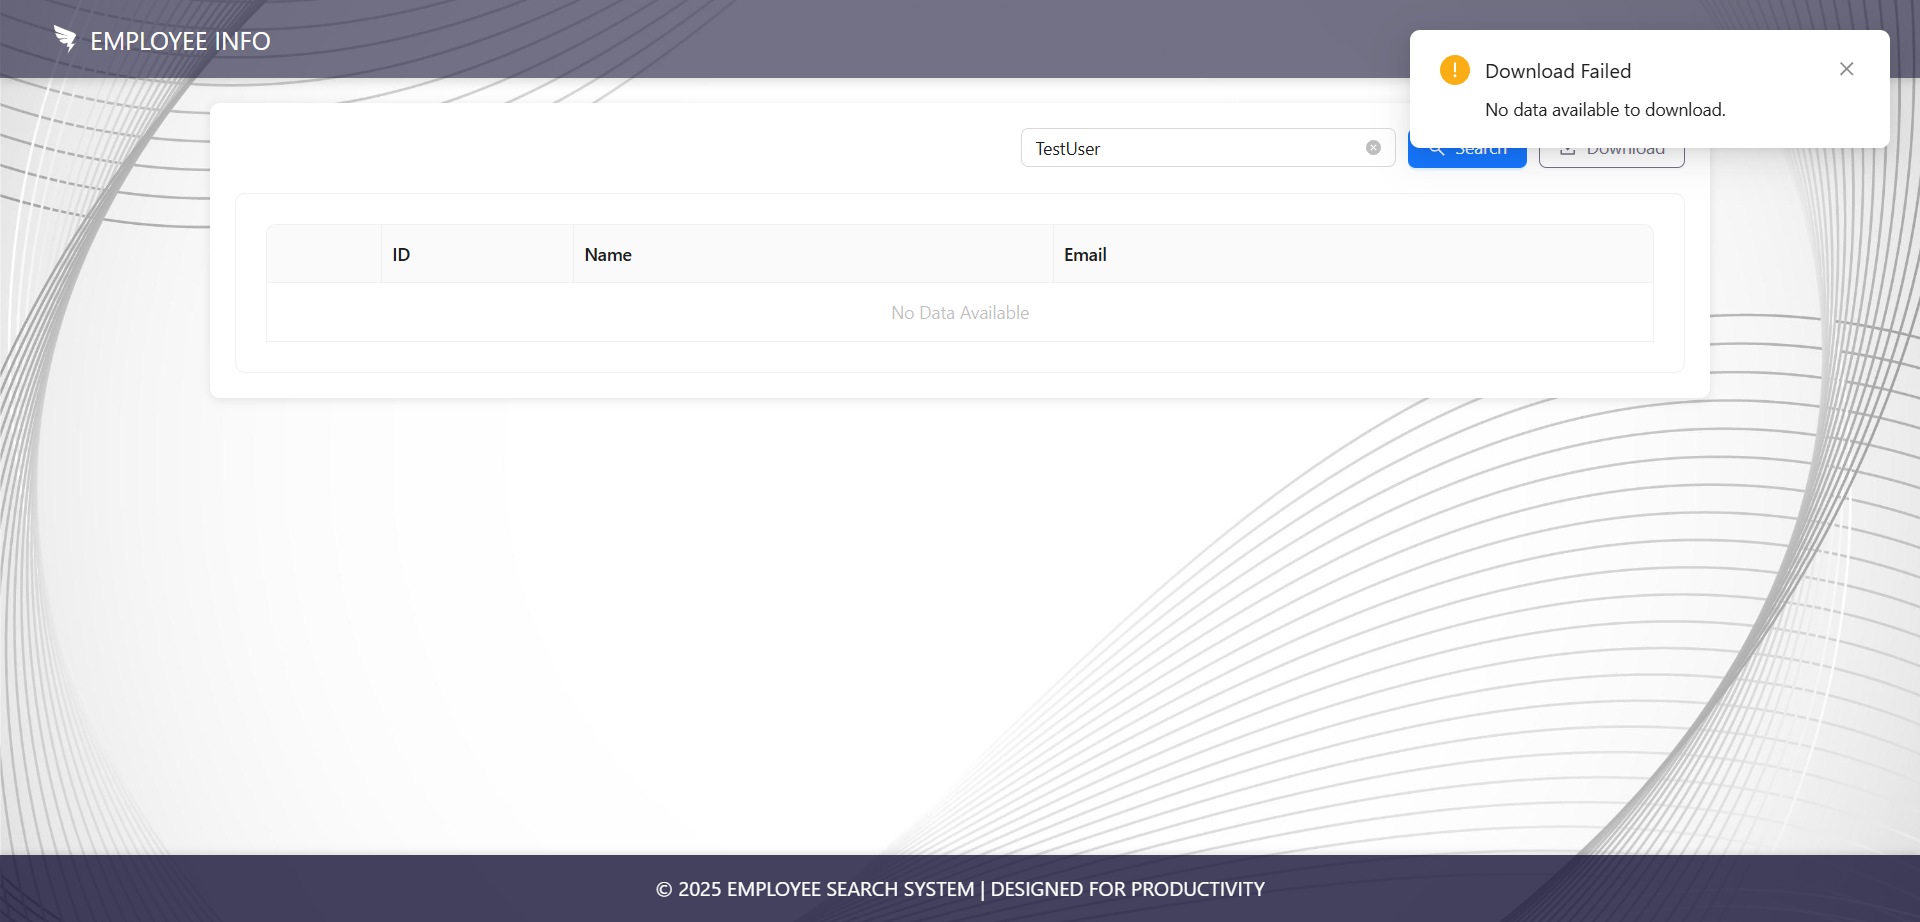 EMPLOYEE INFO
Download Failed
No data available to download.
TestUser
Search
Download
ID
Name
Email
No Data Available
© 2025 EMPLOYEE SEARCH SYSTEM | DESIGNED FOR PRODUCTIVITY